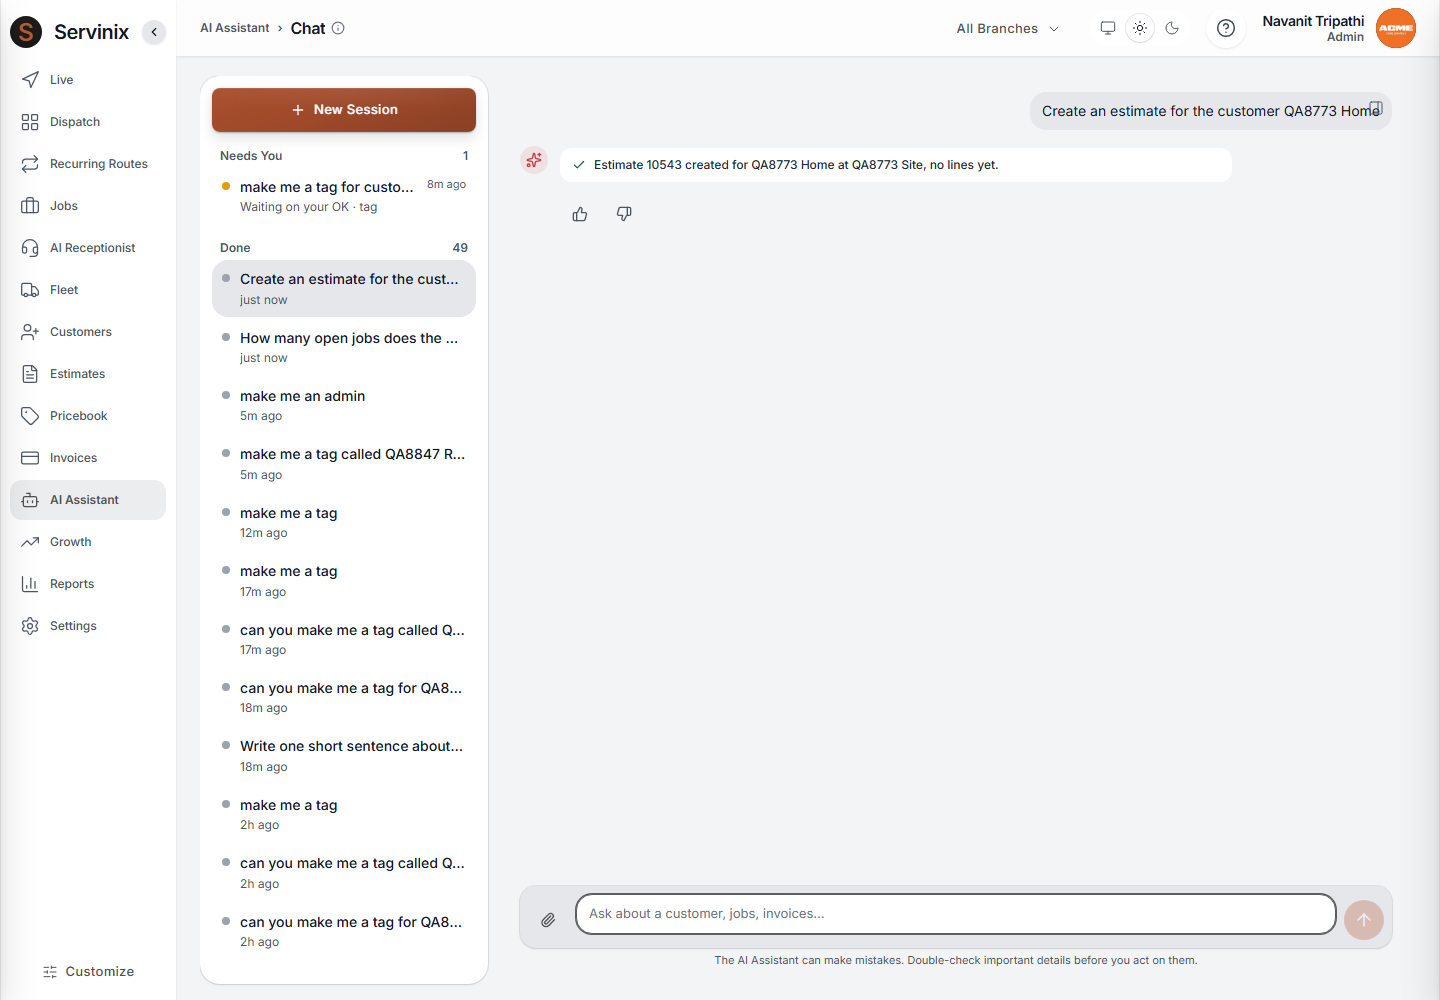 Servinix
Live
Dispatch
Recurring Routes
Jobs
AI Receptionist
Fleet
Customers
Estimates
Pricebook
Invoices
AI Assistant
Growth
Reports
Settings
Customize
AI Assistant › Chat
All Branches
Navanit Tripathi
Admin
ACME
+ New Session
Needs You 1
make me a tag for custo... 8m ago
Waiting on your OK · tag
Done 49
Create an estimate for the cust...
just now
How many open jobs does the ...
just now
make me an admin
5m ago
make me a tag called QA8847 R...
5m ago
make me a tag
12m ago
make me a tag
17m ago
can you make me a tag called Q...
17m ago
can you make me a tag for QA8...
18m ago
Write one short sentence about...
18m ago
make me a tag
2h ago
can you make me a tag called Q...
2h ago
can you make me a tag for QA8...
2h ago
Create an estimate for the customer QA8773 Home
Estimate 10543 created for QA8773 Home at QA8773 Site, no lines yet.
Ask about a customer, jobs, invoices...
The AI Assistant can make mistakes. Double-check important details before you act on them.